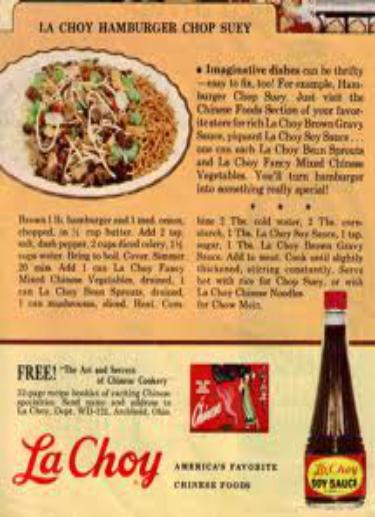 LA CHOY HAMBURGER CHOP SUEY
• Imaginative dishes can be thrifty
—easy to fix, too! For example, Ham-
burger Chop Suey. Just visit the
Chinese Foods Section of your favor-
ite store for rich La Choy Brown Gravy
Sauce, piquant La Choy Soy Sauce...
one can each La Choy Bean Sprouts
and La Choy Fancy Mixed Chinese
Vegetables. You'll turn hamburger
into something really special!
* * *
Brown 1 lb. hamburger and 1 med. onion,
chopped, in ¼ cup butter. Add 2 tsp.
salt, dash pepper, 2 cups diced celery, 1½
cups water. Bring to boil. Cover. Simmer
20 min. Add 1 can La Choy Fancy
Mixed Chinese Vegetables, drained, 1
can La Choy Bean Sprouts, drained,
1 can mushrooms, sliced. Heat. Com-
bine 2 Tbs. cold water, 2 Tbs. corn-
starch, 1 Tbs. La Choy Soy Sauce, 1 tsp.
sugar, 1 Tbs. La Choy Brown Gravy
Sauce. Add to meat. Cook until slightly
thickened, stirring constantly. Serve
hot with rice for Chop Suey, or with
La Choy Chinese Noodles
for Chow Mein.
FREE! "The Art and Secrets
of Chinese Cookery
32-page recipe booklet of exciting Chinese
specialties. Send name and address to
La Choy, Dept. WD-122, Archbold, Ohio
Chinese
La Choy
AMERICA'S FAVORITE
CHINESE FOODS
La Choy
SOY SAUCE